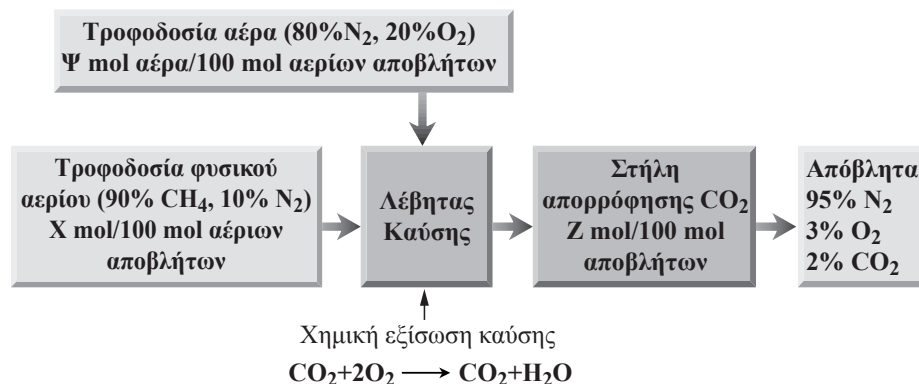 Τροφοδοσία αέρα (80%N₂, 20%O₂)
Ψ mol αέρα/100 mol αερίων αποβλήτων
Τροφοδοσία φυσικού
αερίου (90% CH₄, 10% N₂)
X mol/100 mol αέριων
αποβλήτων
Λέβητας
Καύσης
Στήλη
απορρόφησης CO₂
Z mol/100 mol
αποβλήτων
Απόβλητα
95% N₂
3% O₂
2% CO₂
Χημική εξίσωση καύσης
CO₂+2O₂ ⟶ CO₂+H₂O